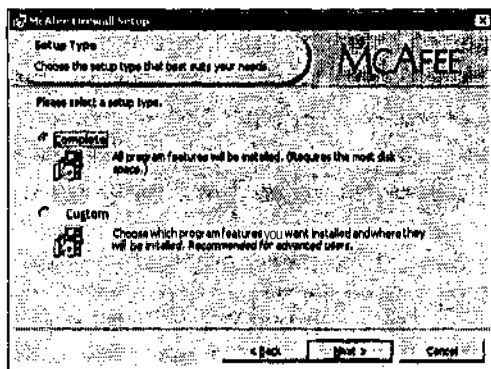 McAfee Firewall Setup
Setup Type
Choose the setup type that best suits your needs.
MCAFEE
Please select a setup type.
Complete
All program features will be installed. (Requires the most disk
space.)
Custom
Choose which program features you want installed and where they
will be installed. Recommended for advanced users.
< Back
Next >
Cancel